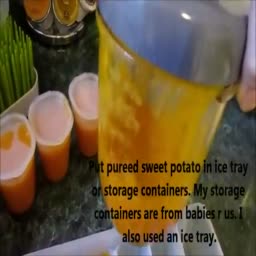 Put pureed sweet potato in ice tray
or storage containers. My storage
containers are from babies r us. I
also used an ice tray.